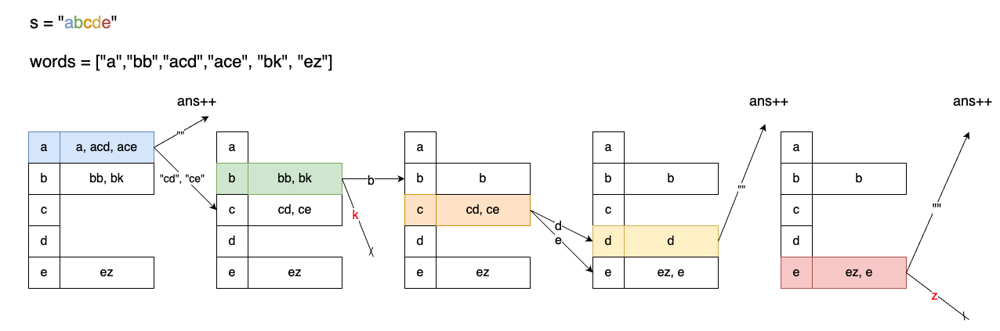 s = "abcde"
words = ["a","bb","acd","ace", "bk", "ez"]
ans++ ans++ ans++
a a, acd, ace "" a a a a
b bb, bk "cd", "ce" b bb, bk b b b b b b b
c c cd, ce k c cd, ce d c c ""
d d d e d d "" d
e ez e ez e ez e ez, e e ez, e z